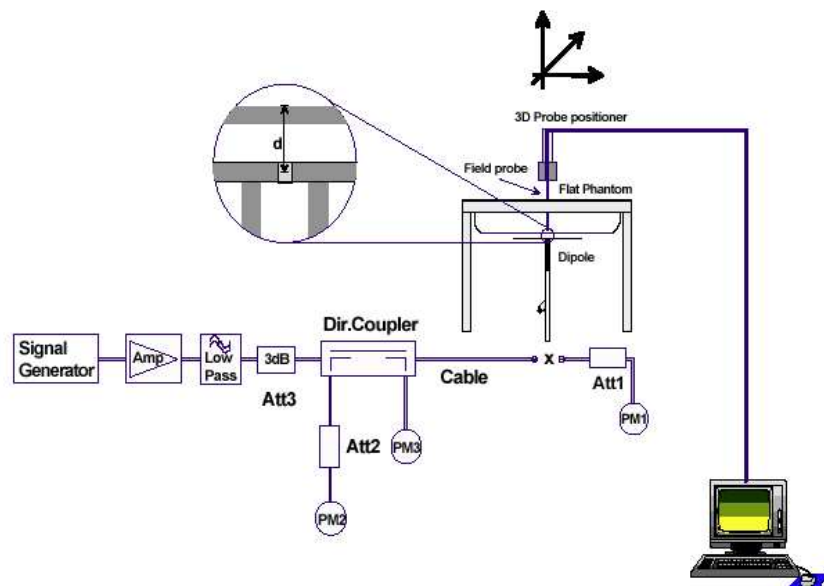 3D Probe positioner
d
Field probe
Flat Phantom
Dipole
Dir.Coupler
Signal
Generator
Amp
Low
Pass
3dB
Cable
x
Att1
Att3
PM1
Att2
PM3
PM2